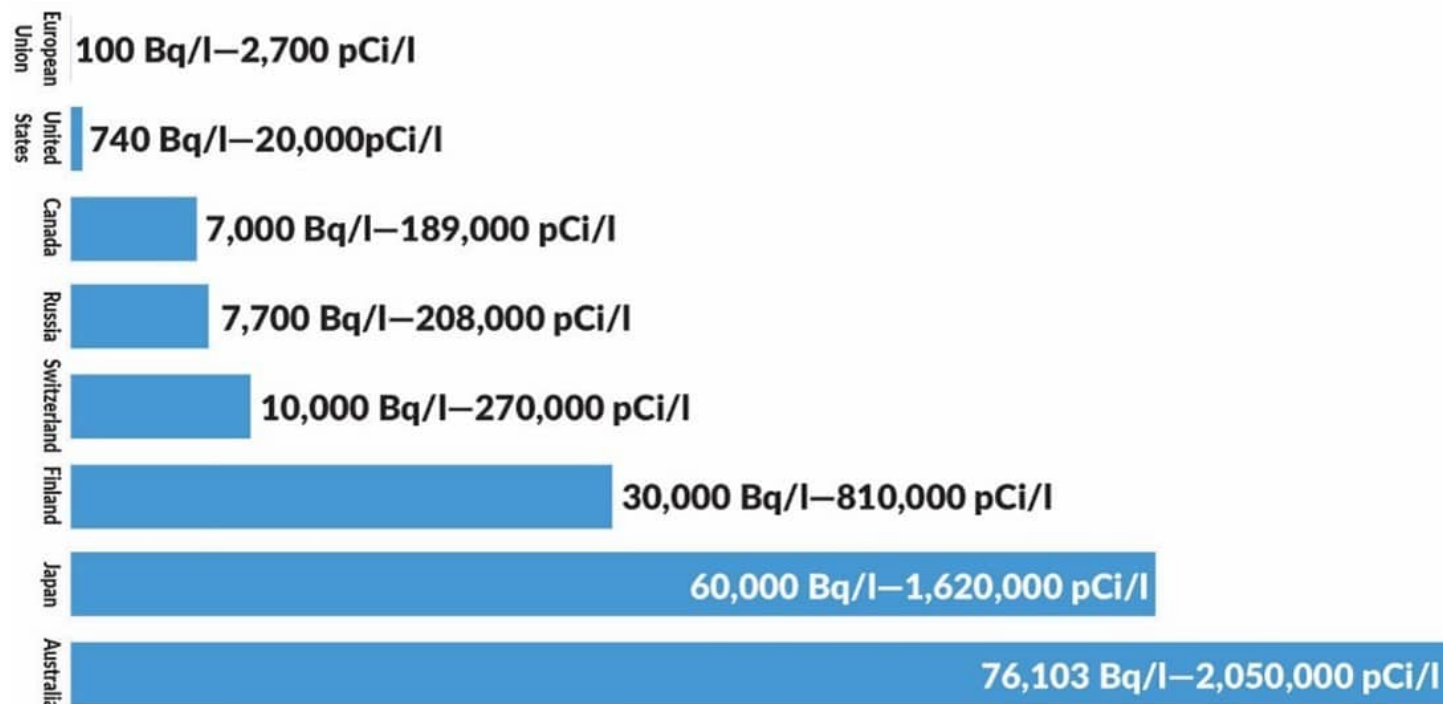 European
Union
100 Bq/l—2,700 pCi/l
United
States
740 Bq/l—20,000pCi/l
Canada
7,000 Bq/l—189,000 pCi/l
Russia
7,700 Bq/l—208,000 pCi/l
Switzerland
10,000 Bq/l—270,000 pCi/l
Finland
30,000 Bq/l—810,000 pCi/l
Japan
60,000 Bq/l—1,620,000 pCi/l
Australia
76,103 Bq/l—2,050,000 pCi/l